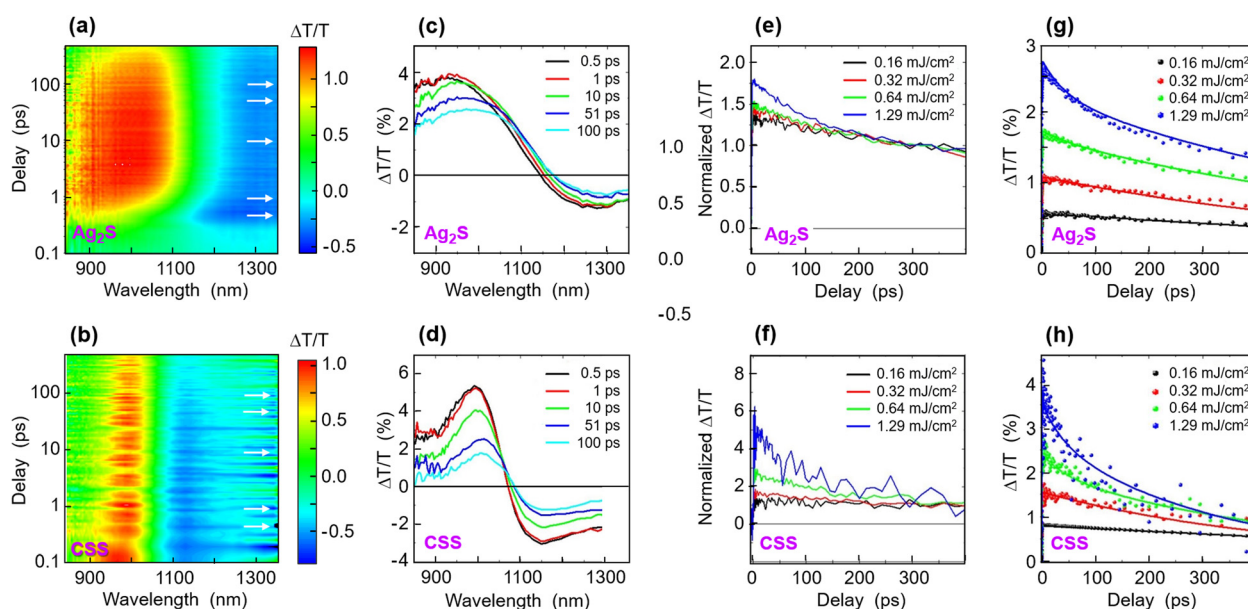 (a)
ΔT/T
Delay (ps)
100
10
1
0.1
Ag₂S
900 1100 1300
Wavelength (nm)
1.0
0.5
0.0
-0.5
(c)
ΔT/T (%)
6
4
2
0
-2
0.5 ps
1 ps
10 ps
51 ps
100 ps
Ag₂S
900 1000 1100 1200 1300
Wavelength (nm)
1.0
0.5
0.0
-0.5
(e)
Normalized ΔT/T
2.0
1.5
1.0
0.0
0.16 mJ/cm²
0.32 mJ/cm²
0.64 mJ/cm²
1.29 mJ/cm²
Ag₂S
0 100 200 300
Delay (ps)
(g)
ΔT/T (%)
3
2
1
0
0.16 mJ/cm²
0.32 mJ/cm²
0.64 mJ/cm²
1.29 mJ/cm²
Ag₂S
0 100 200 300
Delay (ps)
(b)
ΔT/T
Delay (ps)
100
10
1
0.1
CSS
900 1100 1300
Wavelength (nm)
1.0
0.5
0.0
-0.5
(d)
ΔT/T (%)
6
4
2
0
-2
-4
0.5 ps
1 ps
10 ps
51 ps
100 ps
CSS
900 1000 1100 1200 1300
Wavelength (nm)
(f)
Normalized ΔT/T
8
6
4
2
0
0.16 mJ/cm²
0.32 mJ/cm²
0.64 mJ/cm²
1.29 mJ/cm²
CSS
0 100 200 300
Delay (ps)
(h)
ΔT/T (%)
4
3
2
1
0
0.16 mJ/cm²
0.32 mJ/cm²
0.64 mJ/cm²
1.29 mJ/cm²
CSS
0 100 200 300
Delay (ps)